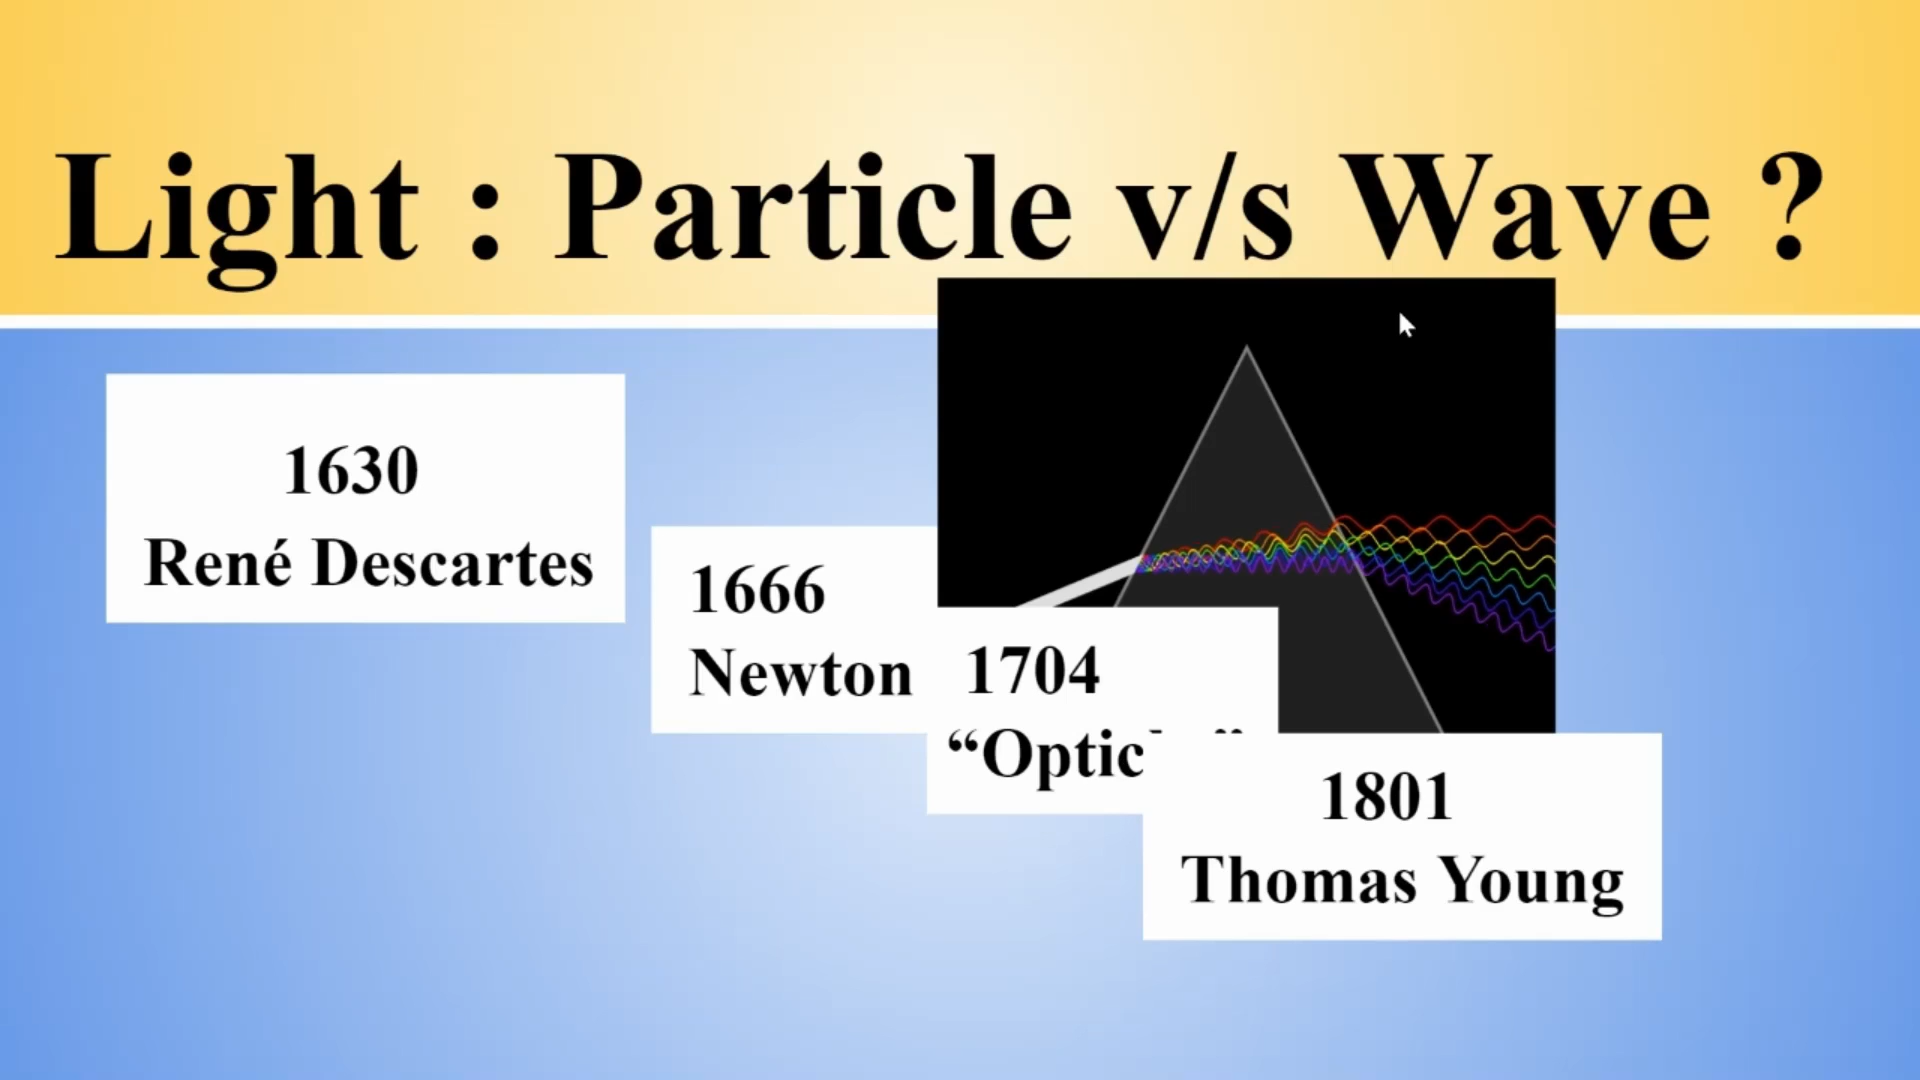 Light : Particle v/s Wave ?
1630
René Descartes
1666
Newton
1704
1801
Thomas Young